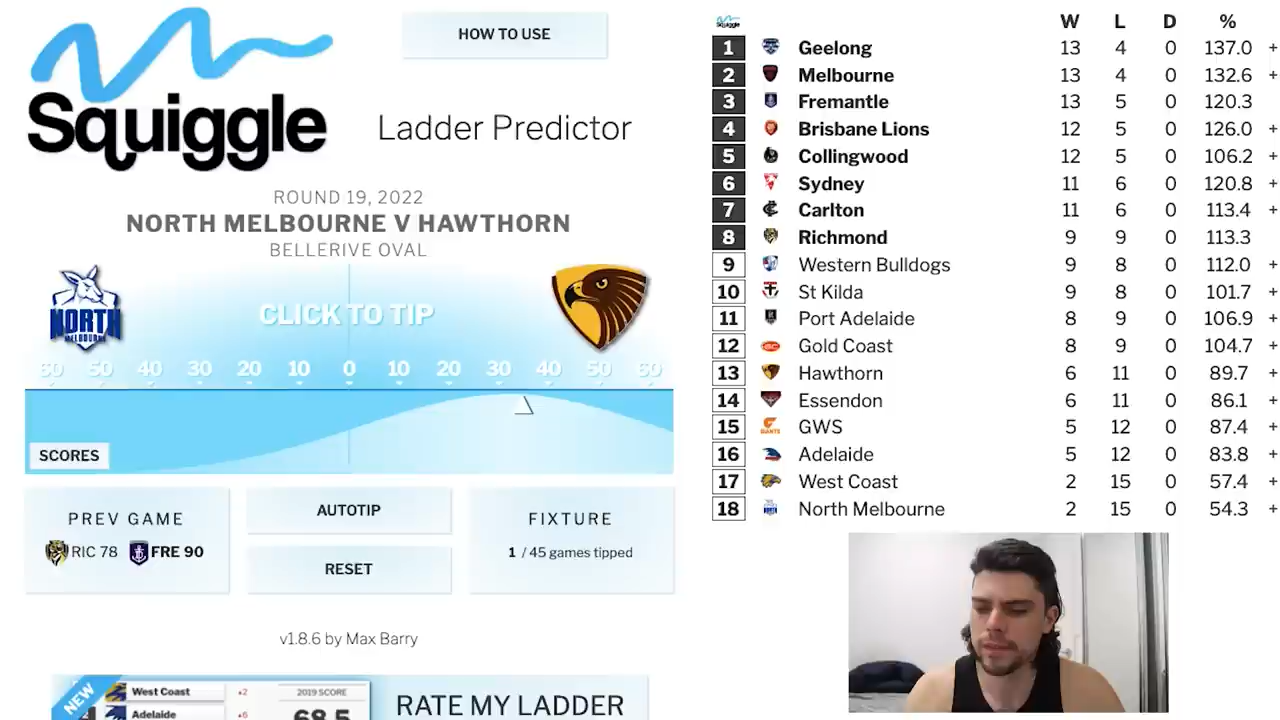 Squiggle
HOW TO USE
Ladder Predictor
ROUND 19, 2022
NORTH MELBOURNE V HAWTHORN
BELLERIVE OVAL
NORTH
MELBOURNE
CLICK TO TIP
60 50 40 30 20 10 0 10 20 30 40 50 60
SCORES
PREV GAME
RIC 78 FRE 90
AUTOTIP
RESET
FIXTURE
1 / 45 games tipped
v1.8.6 by Max Barry
NEW
West Coast 2 2019 SCORE
Adelaide 6 68.5
RATE MY LADDER
Squiggle W L D %
1 Geelong 13 4 0 137.0 +
2 Melbourne 13 4 0 132.6 +
3 Fremantle 13 5 0 120.3
4 Brisbane Lions 12 5 0 126.0 +
5 Collingwood 12 5 0 106.2 +
6 Sydney 11 6 0 120.8 +
7 Carlton 11 6 0 113.4 +
8 Richmond 9 9 0 113.3
9 Western Bulldogs 9 8 0 112.0 +
10 St Kilda 9 8 0 101.7 +
11 Port Adelaide 8 9 0 106.9 +
12 Gold Coast 8 9 0 104.7 +
13 Hawthorn 6 11 0 89.7 +
14 Essendon 6 11 0 86.1 +
15 GWS 5 12 0 87.4 +
16 Adelaide 5 12 0 83.8 +
17 West Coast 2 15 0 57.4 +
18 North Melbourne 2 15 0 54.3 +